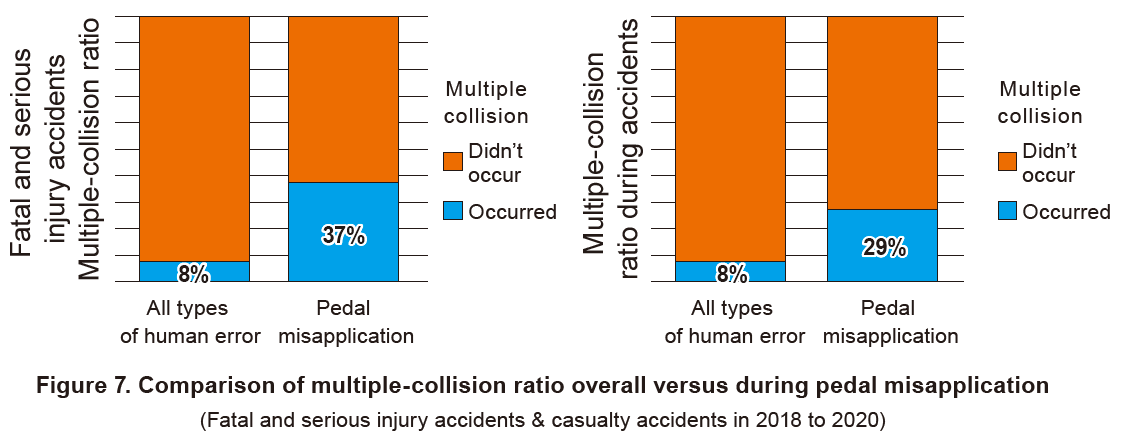 Fatal and serious
injury accidents
Multiple-collision ratio
8%
37%
All types
of human error
Pedal
misapplication
Multiple
collision
Didn't
occur
Occurred
Multiple-collision
ratio during accidents
8%
29%
All types
of human error
Pedal
misapplication
Multiple
collision
Didn't
occur
Occurred
Figure 7. Comparison of multiple-collision ratio overall versus during pedal misapplication
(Fatal and serious injury accidents & casualty accidents in 2018 to 2020)